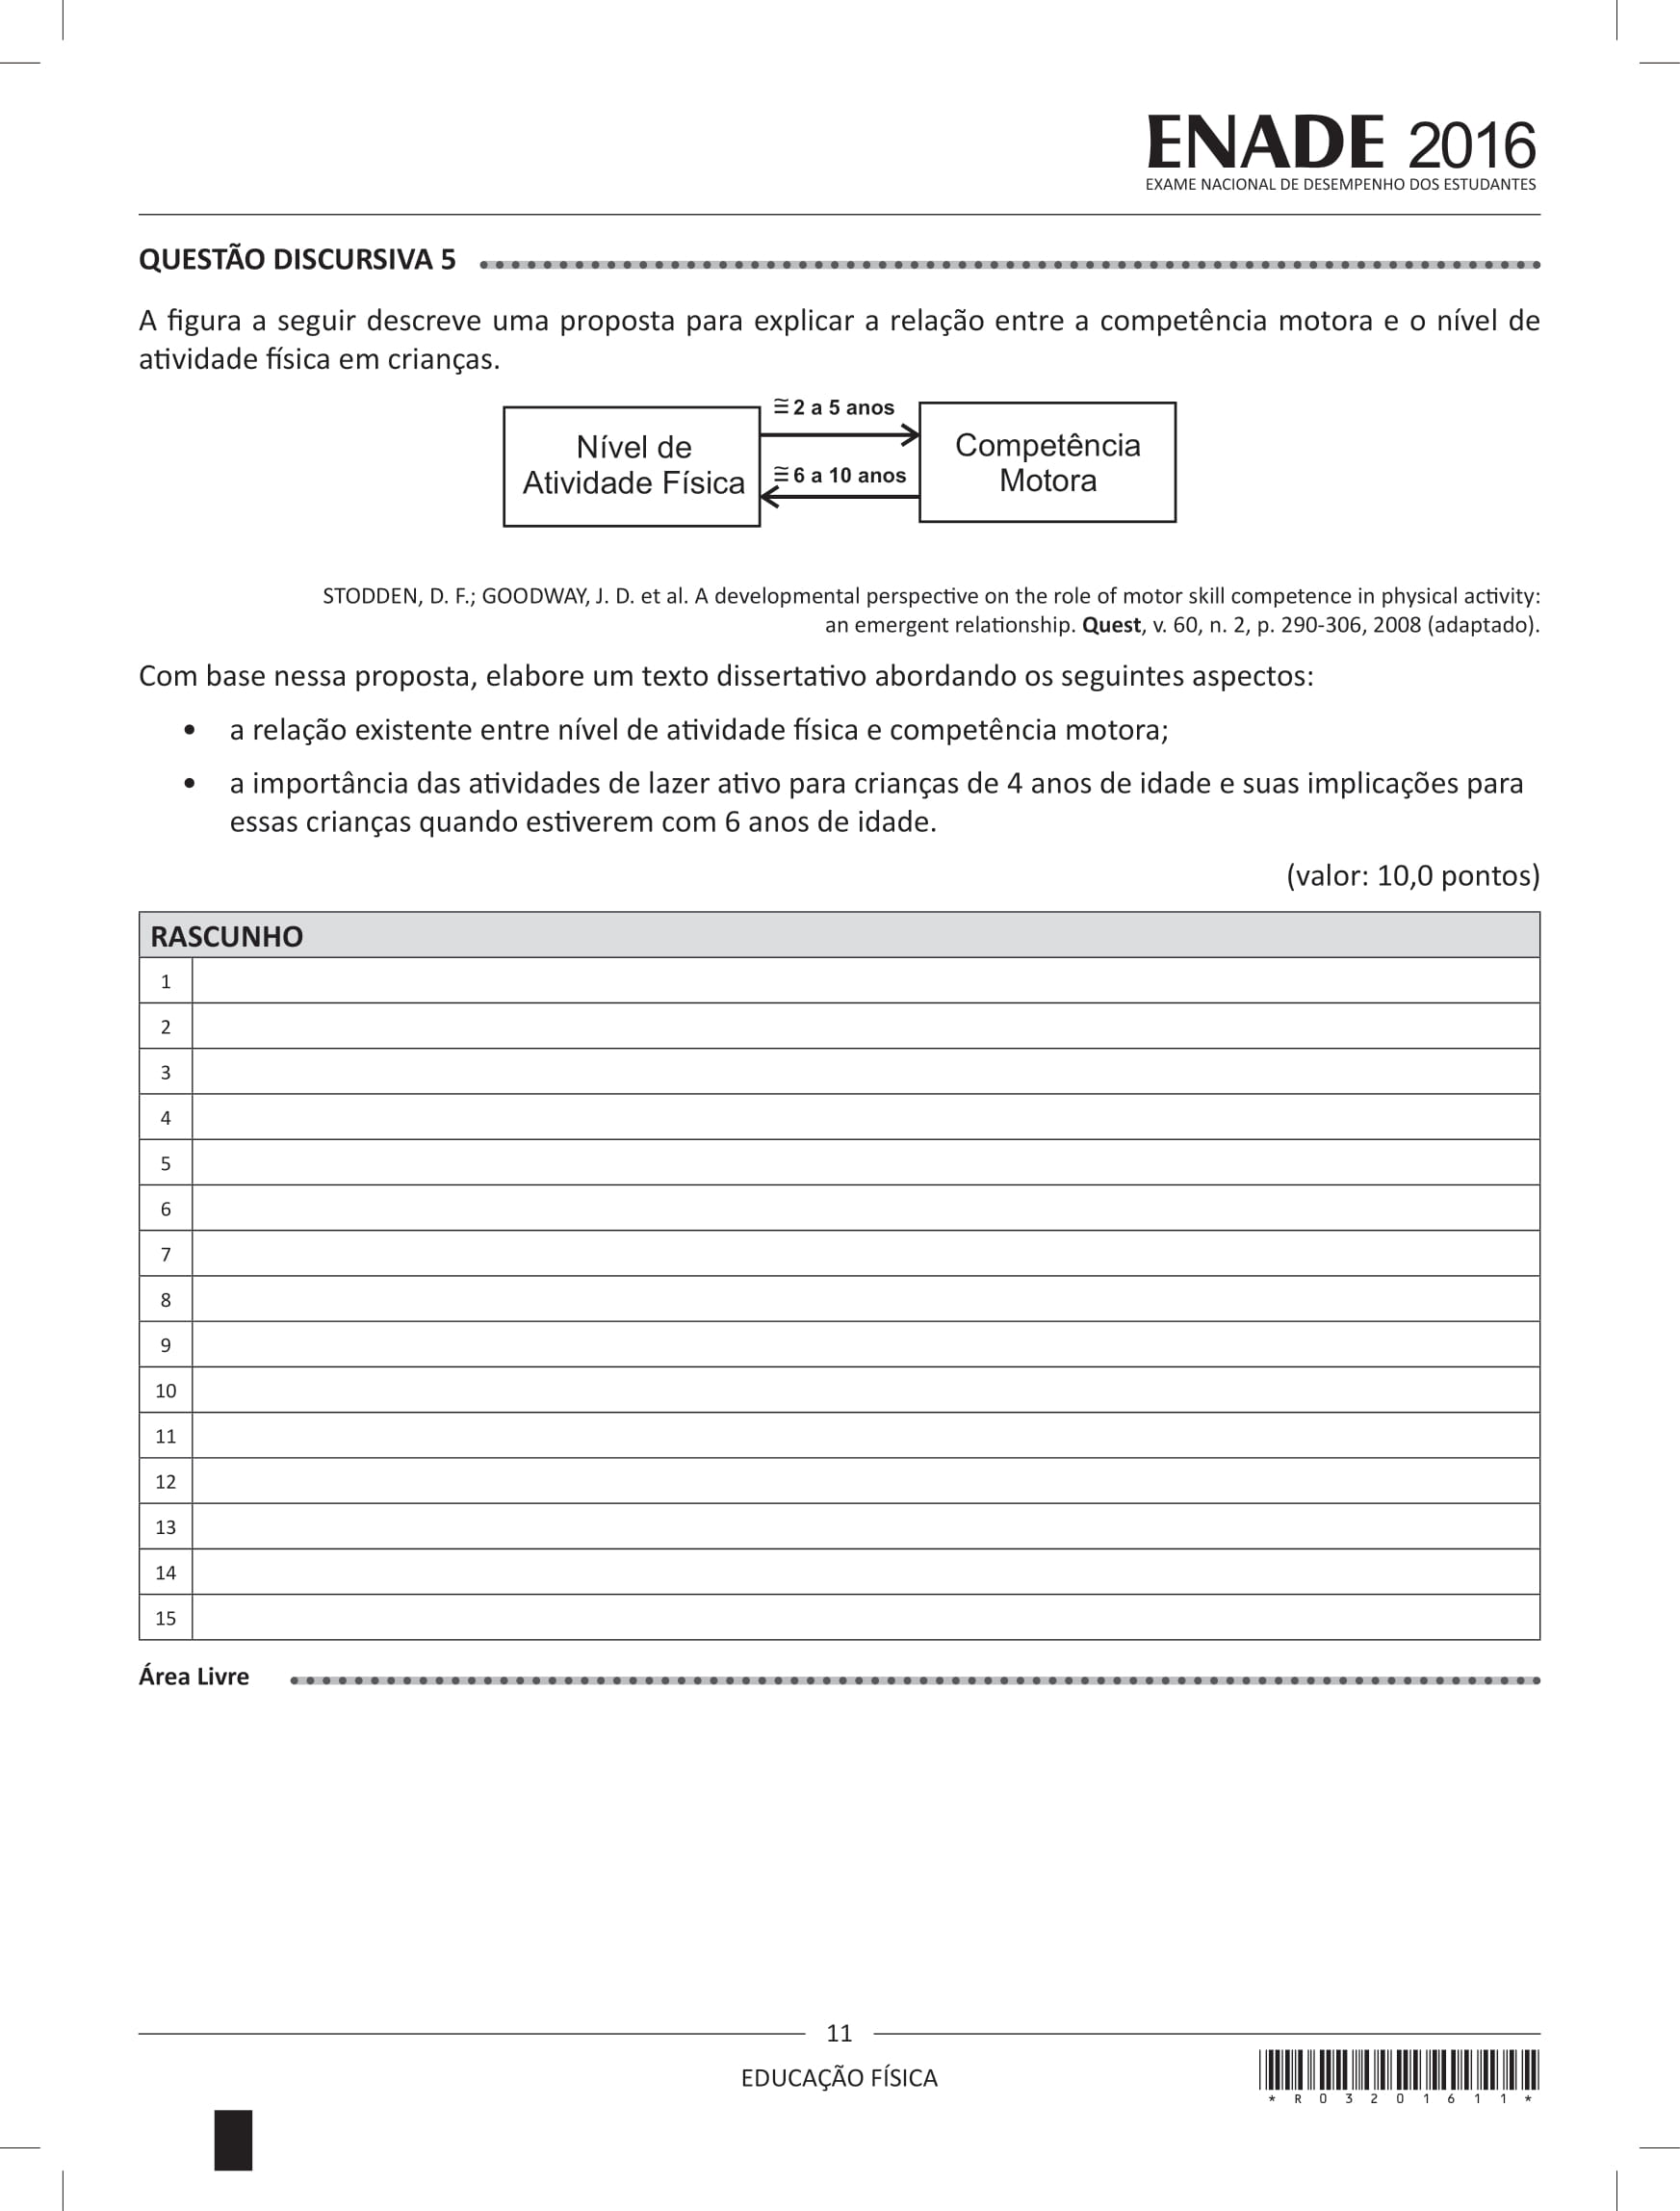 ENADE 2016
EXAME NACIONAL DE DESEMPENHO DOS ESTUDANTES
QUESTÃO DISCURSIVA 5
A figura a seguir descreve uma proposta para explicar a relação entre a competência motora e o nível de
atividade física em crianças.
≅ 2 a 5 anos
Nível de
Atividade Física
Competência
Motora
≅ 6 a 10 anos
STODDEN, D. F.; GOODWAY, J. D. et al. A developmental perspective on the role of motor skill competence in physical activity:
an emergent relationship. Quest, v. 60, n. 2, p. 290-306, 2008 (adaptado).
Com base nessa proposta, elabore um texto dissertativo abordando os seguintes aspectos:
• a relação existente entre nível de atividade física e competência motora;
• a importância das atividades de lazer ativo para crianças de 4 anos de idade e suas implicações para
essas crianças quando estiverem com 6 anos de idade.
(valor: 10,0 pontos)
RASCUNHO
1
2
3
4
5
6
7
8
9
10
11
12
13
14
15
Área Livre
11
EDUCAÇÃO FÍSICA
* R 0 3 2 0 1 6 1 1 *